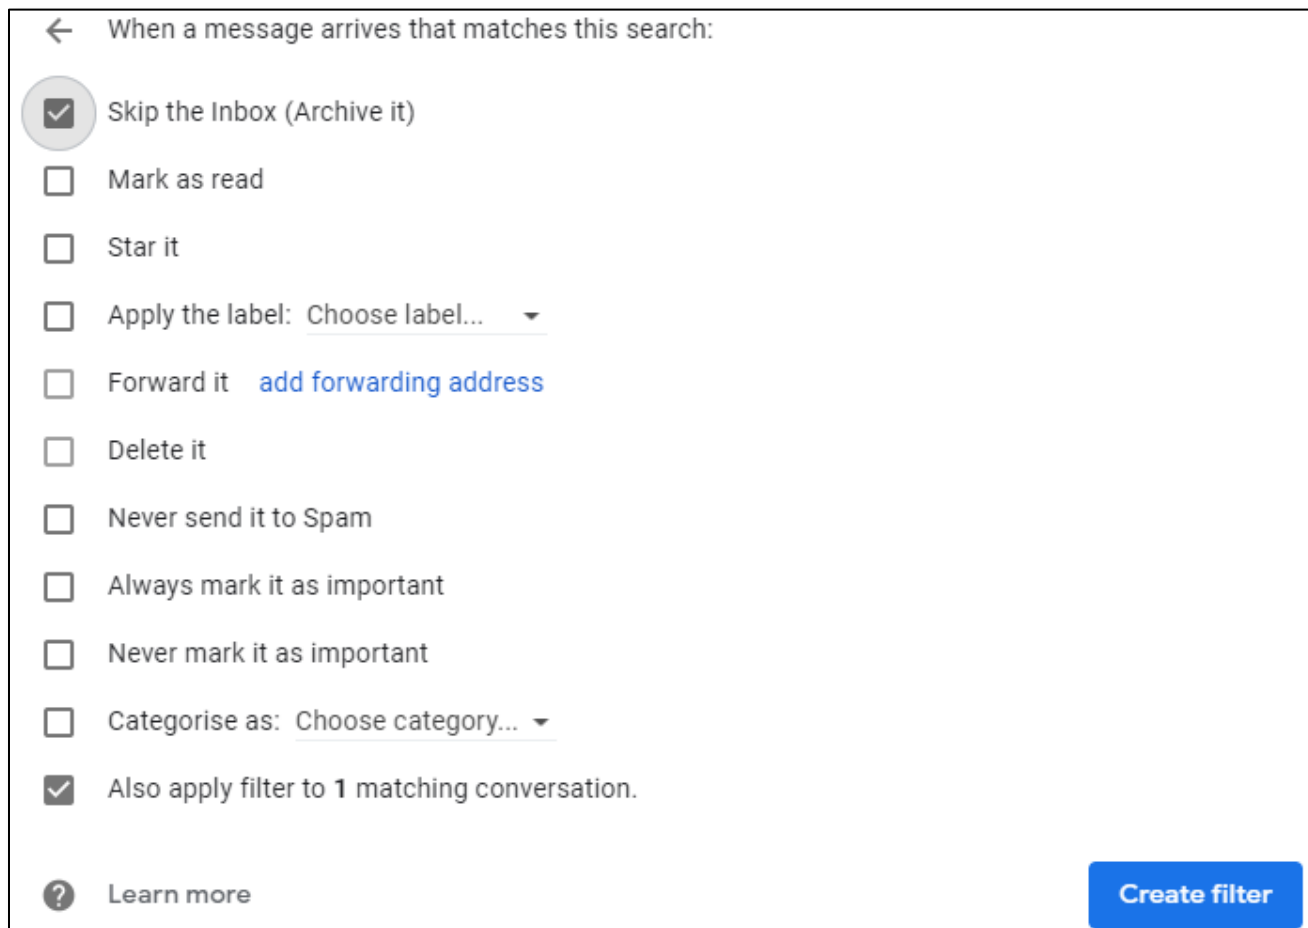 When a message arrives that matches this search:
Skip the Inbox (Archive it)
Mark as read
Star it
Apply the label: Choose label...
Forward it add forwarding address
Delete it
Never send it to Spam
Always mark it as important
Never mark it as important
Categorise as: Choose category...
Also apply filter to 1 matching conversation.
Learn more Create filter